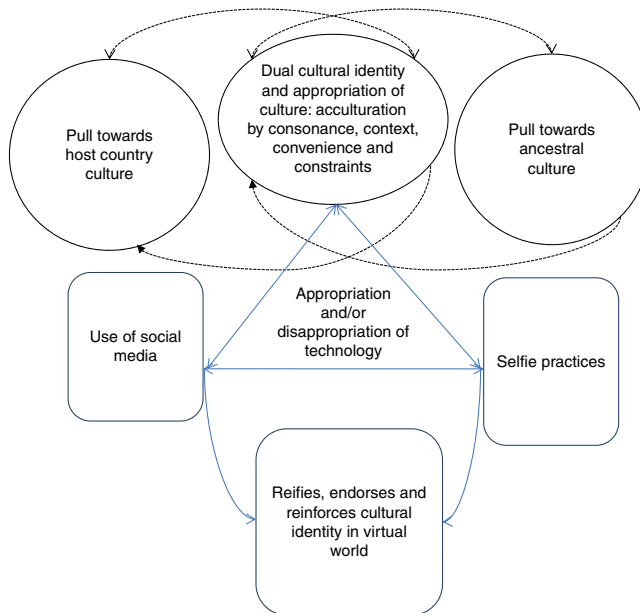 Pull towards
host country
culture
Dual cultural identity
and appropriation of
culture: acculturation
by consonance, context,
convenience and
constraints
Pull towards
ancestral
culture
Use of social
media
Appropriation
and/or
disappropriation of
technology
Selfie practices
Reifies, endorses and
reinforces cultural
identity in virtual
world